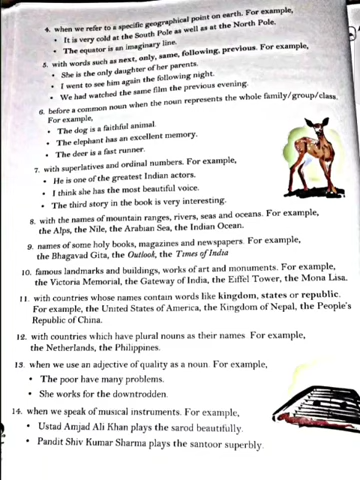 4. when we refer to a specific geographical point on earth. For example,
• It is very cold at the South Pole as well as at the North Pole.
• The equator is an imaginary line.
5. with words such as next, only, same, following, previous. For example,
• She is the only daughter of her parents.
• I went to see him again the following night.
• We had watched the same film the previous evening.
6. before a common noun when the noun represents the whole family/group/class.
For example,
• The dog is a faithful animal.
• The elephant has an excellent memory.
• The deer is a fast runner.
7. with superlatives and ordinal numbers. For example,
• He is one of the greatest Indian actors.
• I think she has the most beautiful voice.
• The third story in the book is very interesting.
8. with the names of mountain ranges, rivers, seas and oceans. For example,
the Alps, the Nile, the Arabian Sea, the Indian Ocean.
9. names of some holy books, magazines and newspapers. For example,
the Bhagavad Gita, the Outlook, the Times of India
10. famous landmarks and buildings, works of art and monuments. For example,
the Victoria Memorial, the Gateway of India, the Eiffel Tower, the Mona Lisa.
11. with countries whose names contain words like kingdom, states or republic.
For example, the United States of America, the Kingdom of Nepal, the People's
Republic of China.
12. with countries which have plural nouns as their names For example,
the Netherlands, the Philippines.
13. when we use an adjective of quality as a noun. For example,
• The poor have many problems.
• She works for the downtrodden.
14. when we speak of musical instruments. For example,
• Ustad Amjad Ali Khan plays the sarod beautifully.
• Pandit Shiv Kumar Sharma plays the santoor superbly.